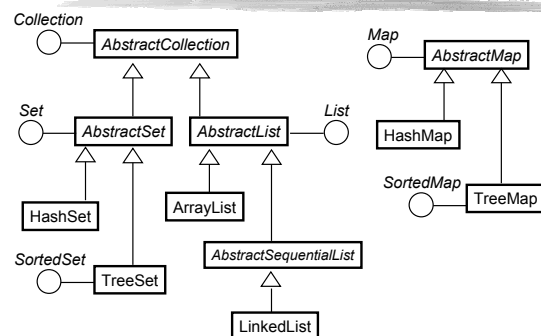 Collection
AbstractCollection
Map
AbstractMap
Set
AbstractSet
AbstractList
List
HashMap
HashSet
ArrayList
SortedMap
TreeMap
SortedSet
TreeSet
AbstractSequentialList
LinkedList